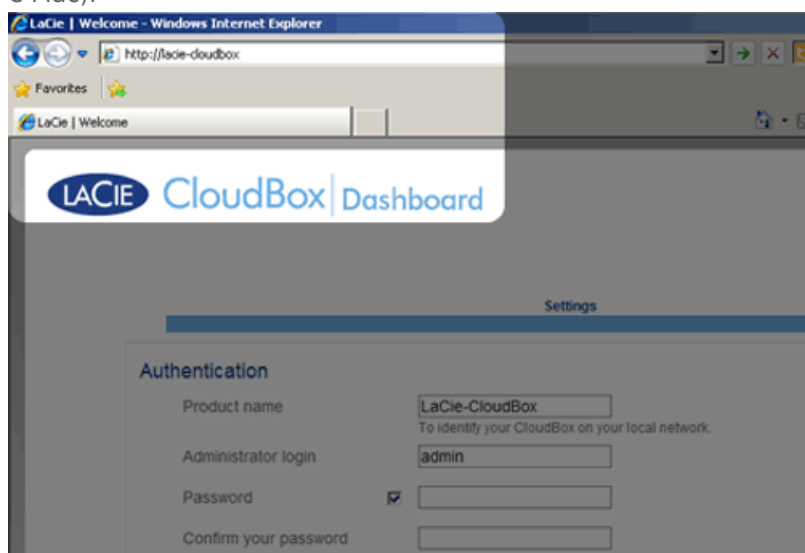 LaCie | Welcome - Windows Internet Explorer
http://lacie-cloudbox
Favorites
LaCie | Welcome
LACIE CloudBox Dashboard
Settings
Authentication
Product name LaCie-CloudBox
To identify your CloudBox on your local network.
Administrator login admin
Password
Confirm your password